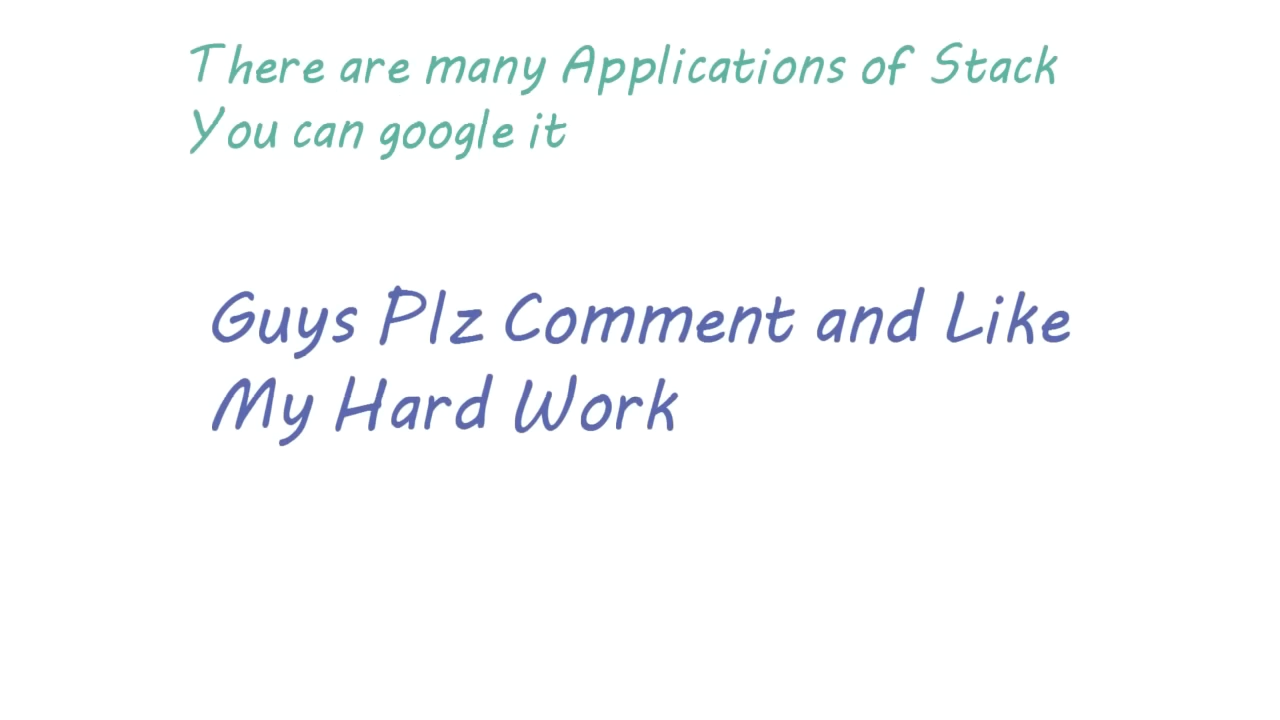 There are many Applications of Stack
You can google it
Guys Plz Comment and Like
My Hard Work